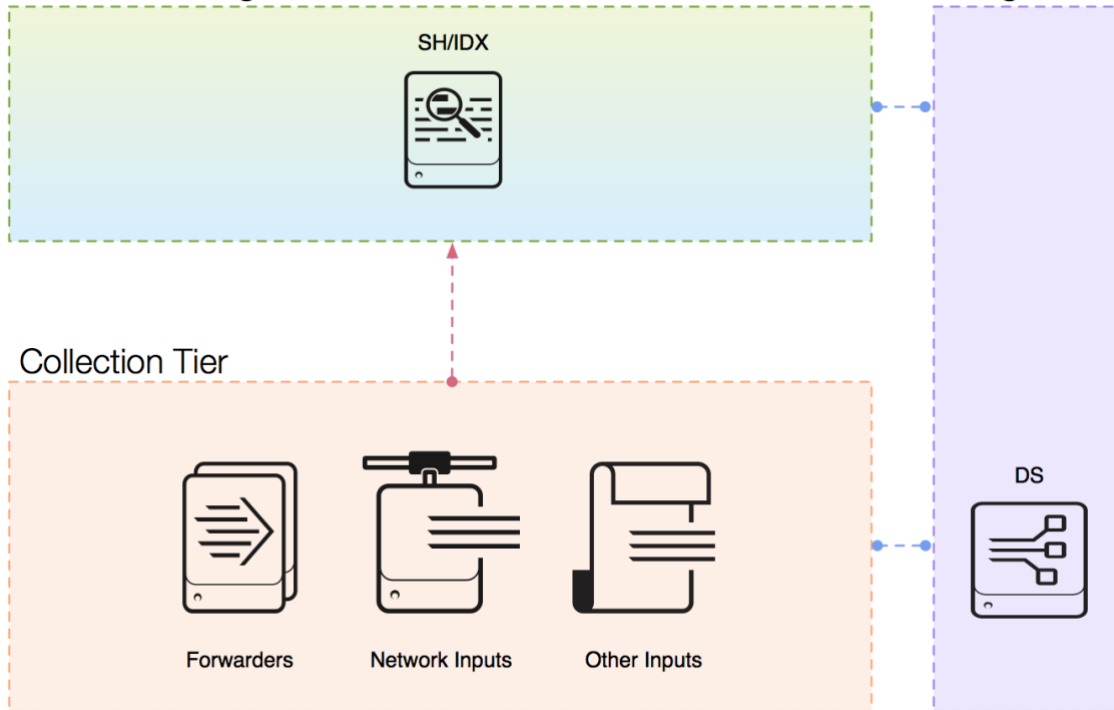 SH/IDX
Collection Tier
DS
Forwarders
Network Inputs
Other Inputs